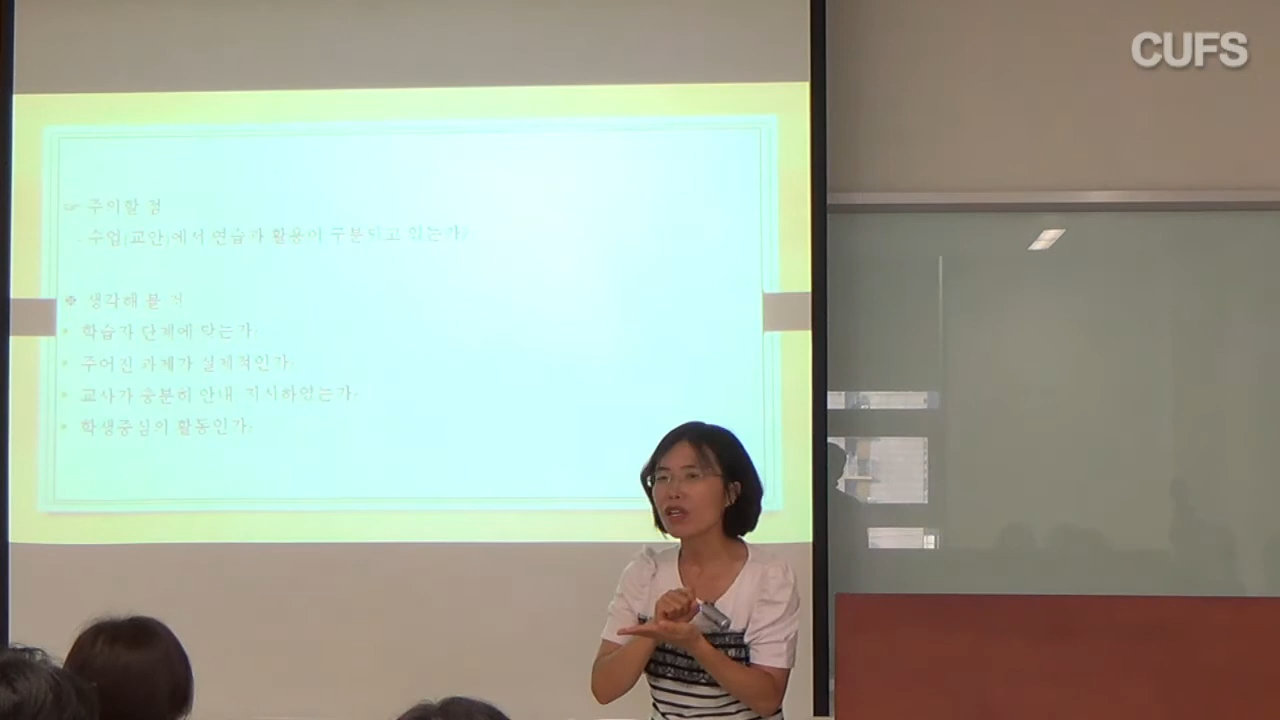 CUFS
☞ 주의할 점
- 수업(교안)에서 연습과 활용이 구분되고 있는가?
❖ 생각해 볼 것
• 학습자 단계에 맞는가?
• 주어진 과제가 실제적인가?
• 교사가 충분히 안내 지시하였는가?
• 학생중심의 활동인가?